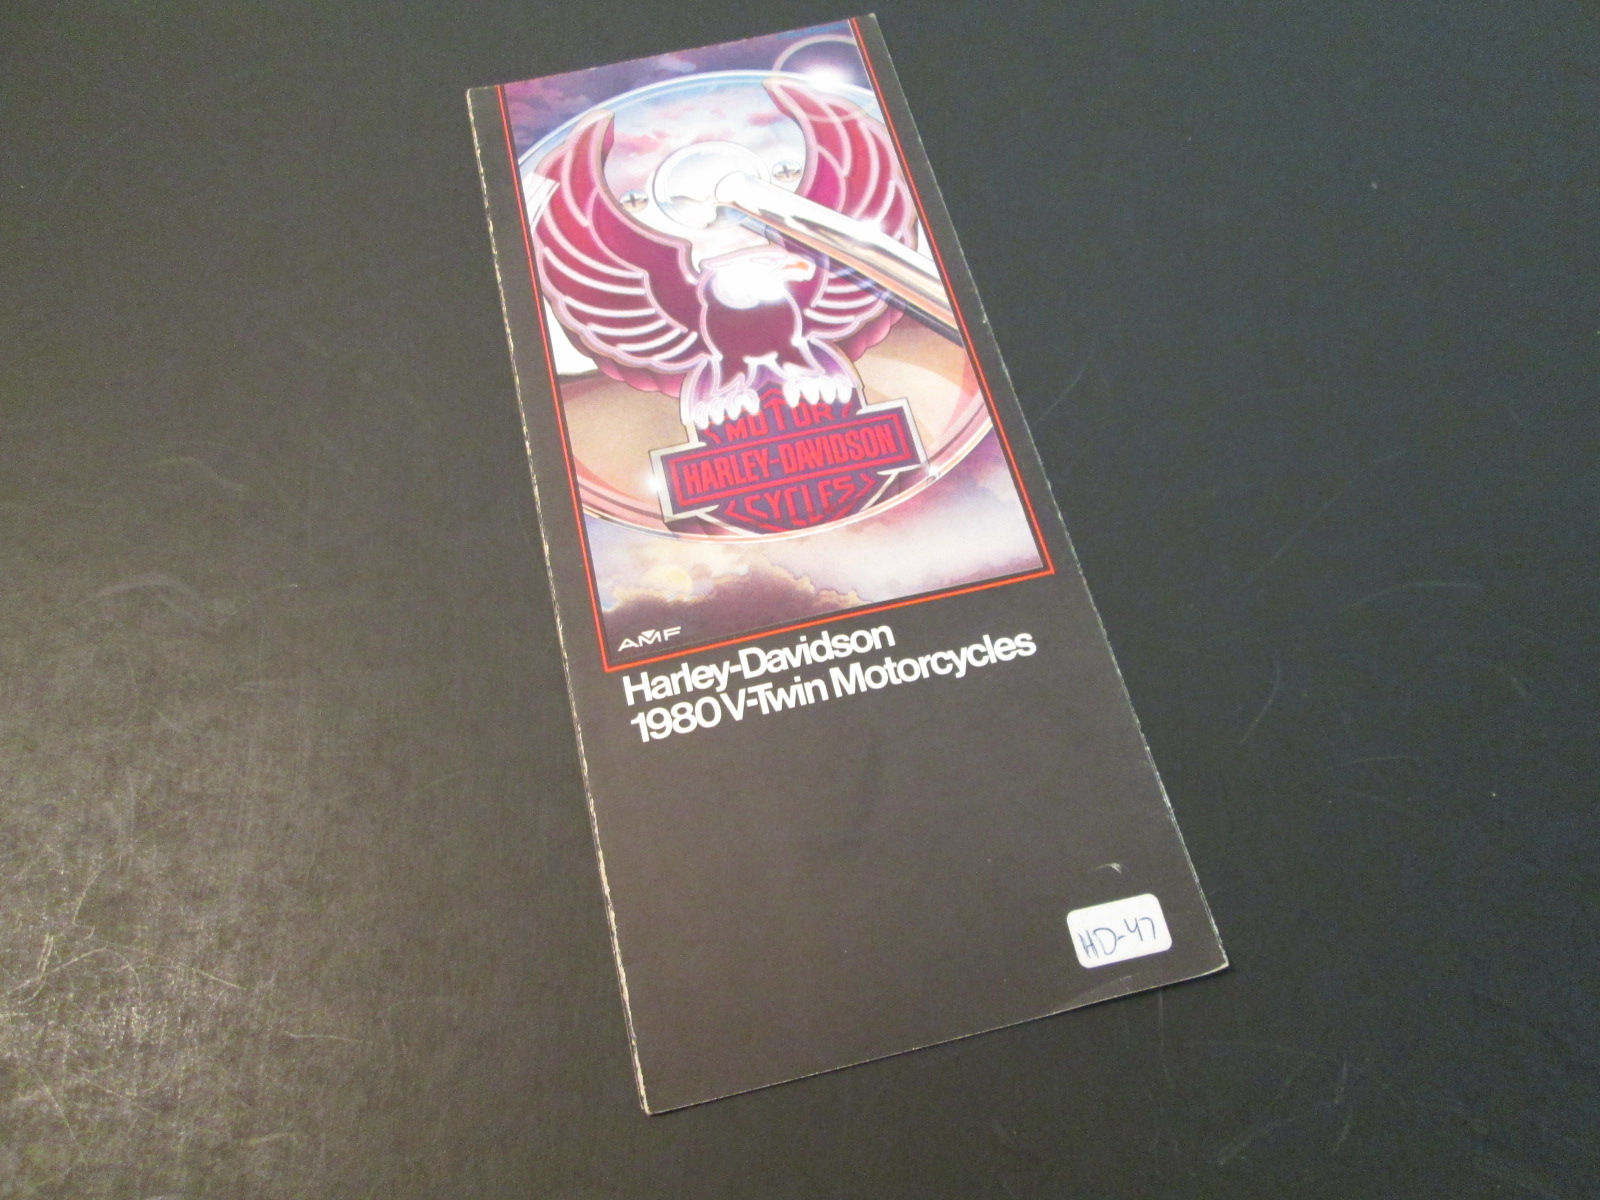 MOTOR
HARLEY-DAVIDSON
CYCLES
AMF
Harley-Davidson
1980 V-Twin Motorcycles
HD-47